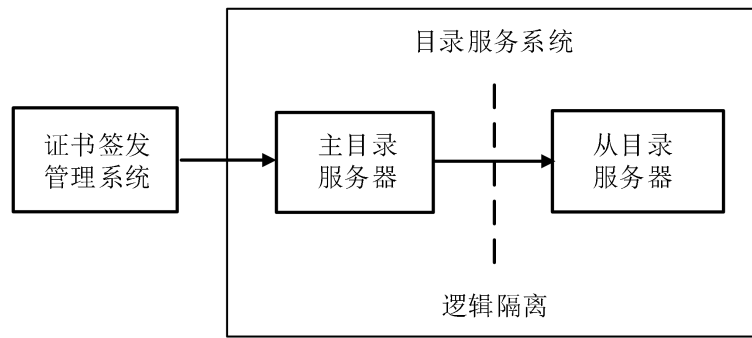 目录服务系统
证书签发
管理系统
主目录
服务器
从目录
服务器
逻辑隔离